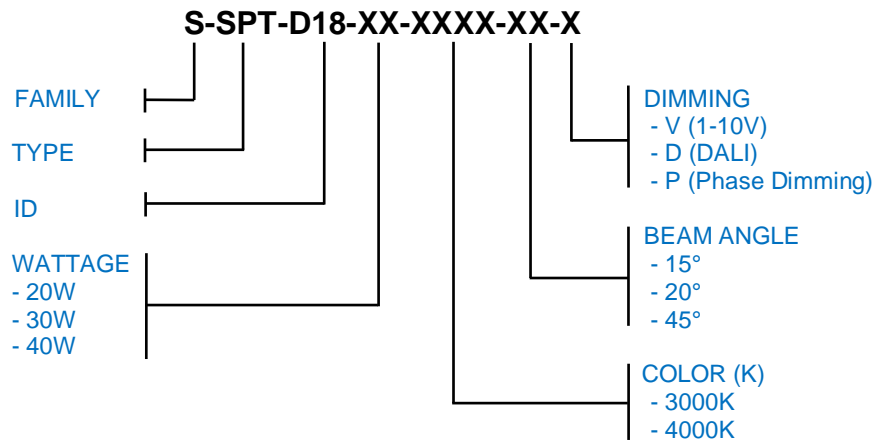 S-SPT-D18-XX-XXXX-XX-X
FAMILY
TYPE
ID
WATTAGE
- 20W
- 30W
- 40W
DIMMING
- V (1-10V)
- D (DALI)
- P (Phase Dimming)
BEAM ANGLE
- 15°
- 20°
- 45°
COLOR (K)
- 3000K
- 4000K